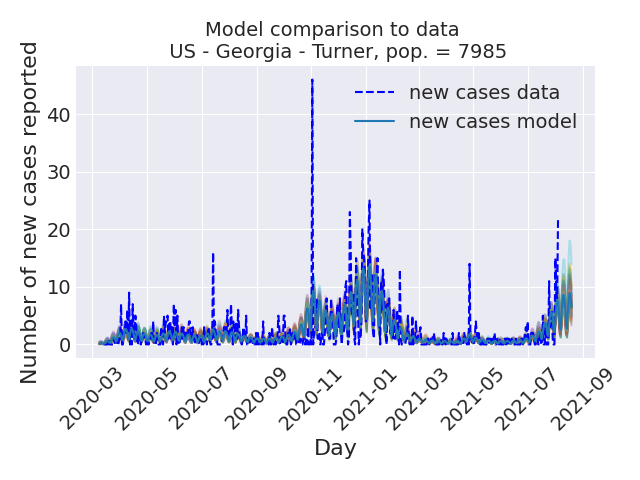 Model comparison to data
US - Georgia - Turner, pop. = 7985
new cases data
new cases model
Number of new cases reported
40
30
20
10
0
2020-03
2020-05
2020-07
2020-09
2020-11
2021-01
2021-03
2021-05
2021-07
2021-09
Day